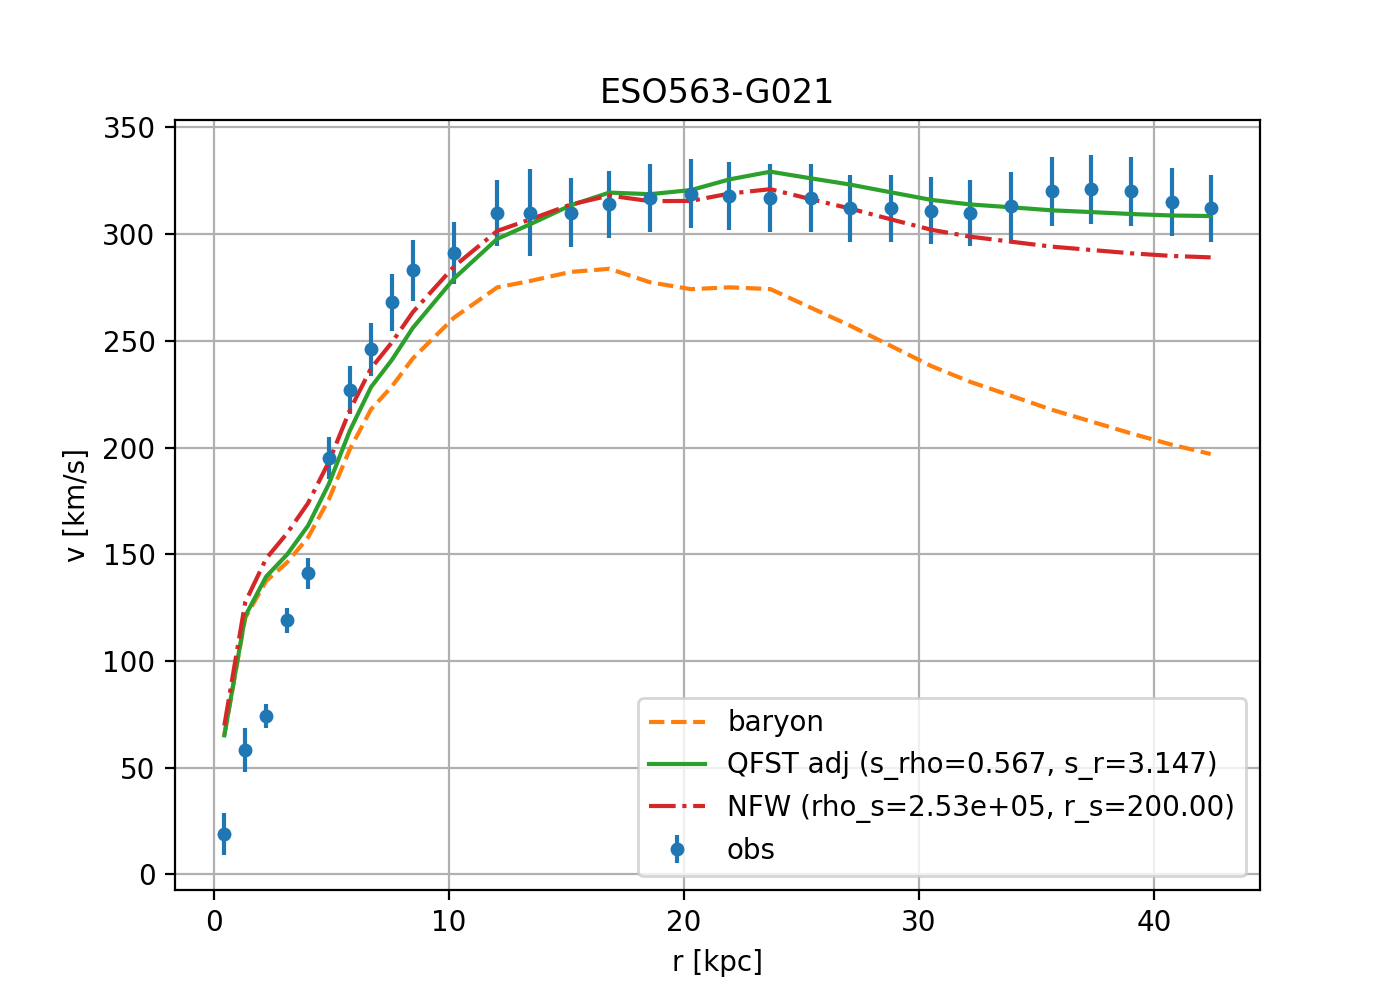 ESO563-G021
350
300
250
200
150
100
50
0
v [km/s]
baryon
QFST adj (s_rho=0.567, s_r=3.147)
NFW (rho_s=2.53e+05, r_s=200.00)
obs
0 10 20 30 40
r [kpc]